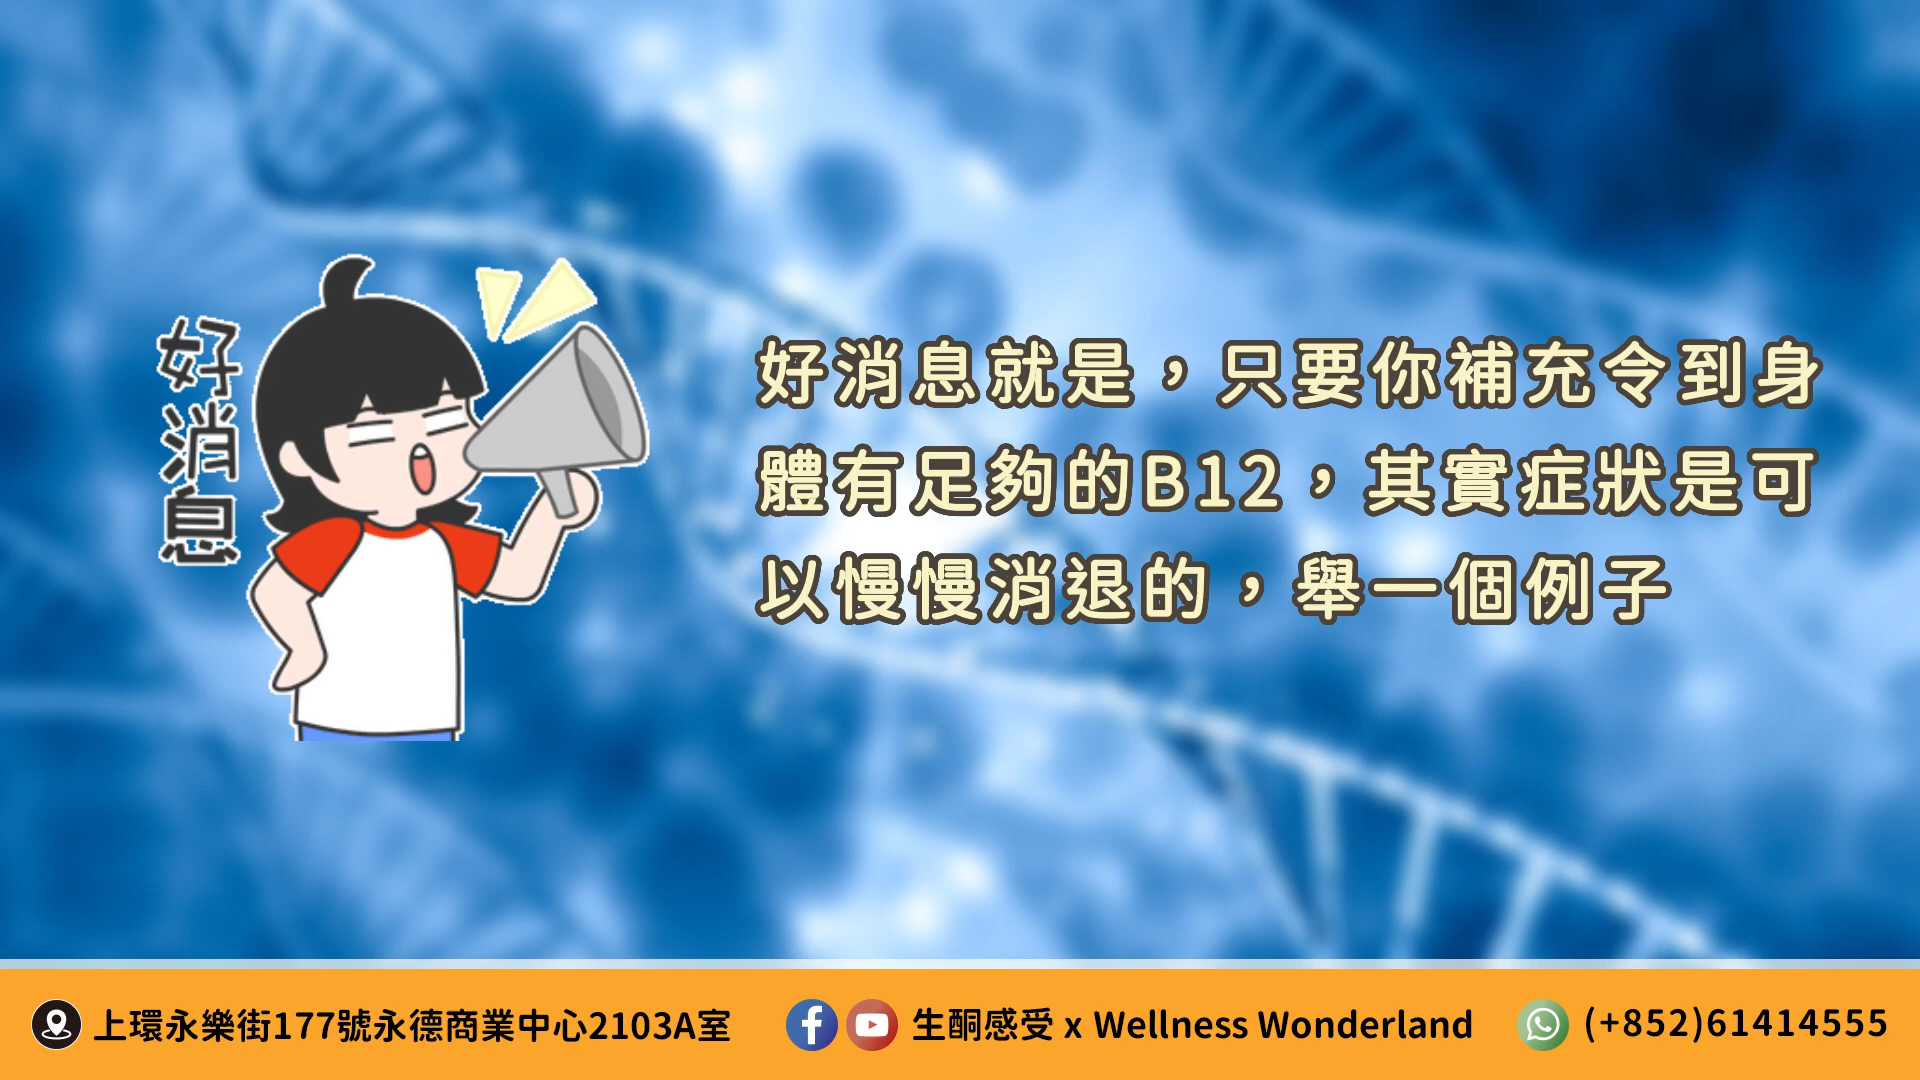 好消息
好消息就是，只要你補充令到身
體有足夠的B12，其實症狀是可
以慢慢消退的，舉一個例子
上環永樂街177號永德商業中心2103A室
生酮感受 x Wellness Wonderland
(+852)61414555